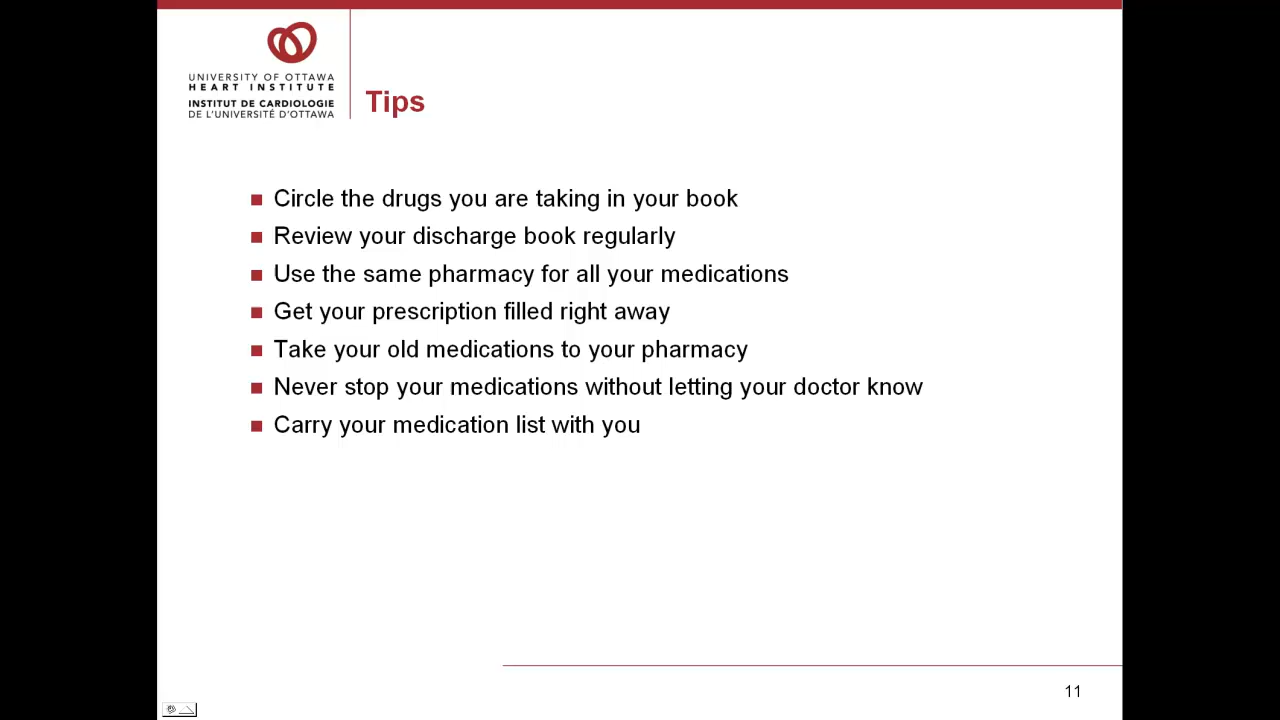 UNIVERSITY OF OTTAWA
HEART INSTITUTE
INSTITUT DE CARDIOLOGIE
DE L'UNIVERSITÉ D'OTTAWA
Tips
Circle the drugs you are taking in your book
Review your discharge book regularly
Use the same pharmacy for all your medications
Get your prescription filled right away
Take your old medications to your pharmacy
Never stop your medications without letting your doctor know
Carry your medication list with you
11